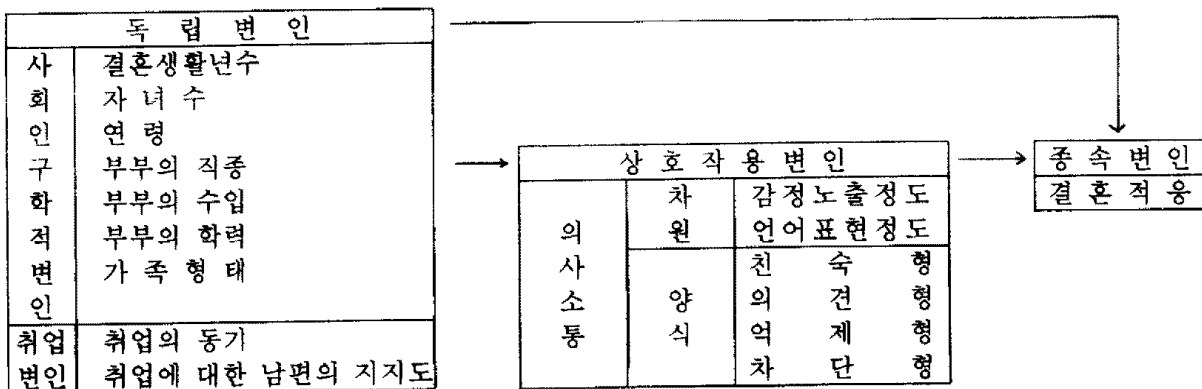 독 립 변 인
사 회 인 구 학 적 변 인
결혼생활년수
자 녀 수
연 령
부부의 직종
부부의 수입
부부의 학력
가 족 형 태
취업 변인
취업의 동기
취업에 대한 남편의 지지도
상 호 작 용 변 인
의 사 소 통
차 원
감정노출정도
언어표현정도
양 식
친 숙 형
의 견 형
억 제 형
차 단 형
종 속 변 인
결 혼 적 응